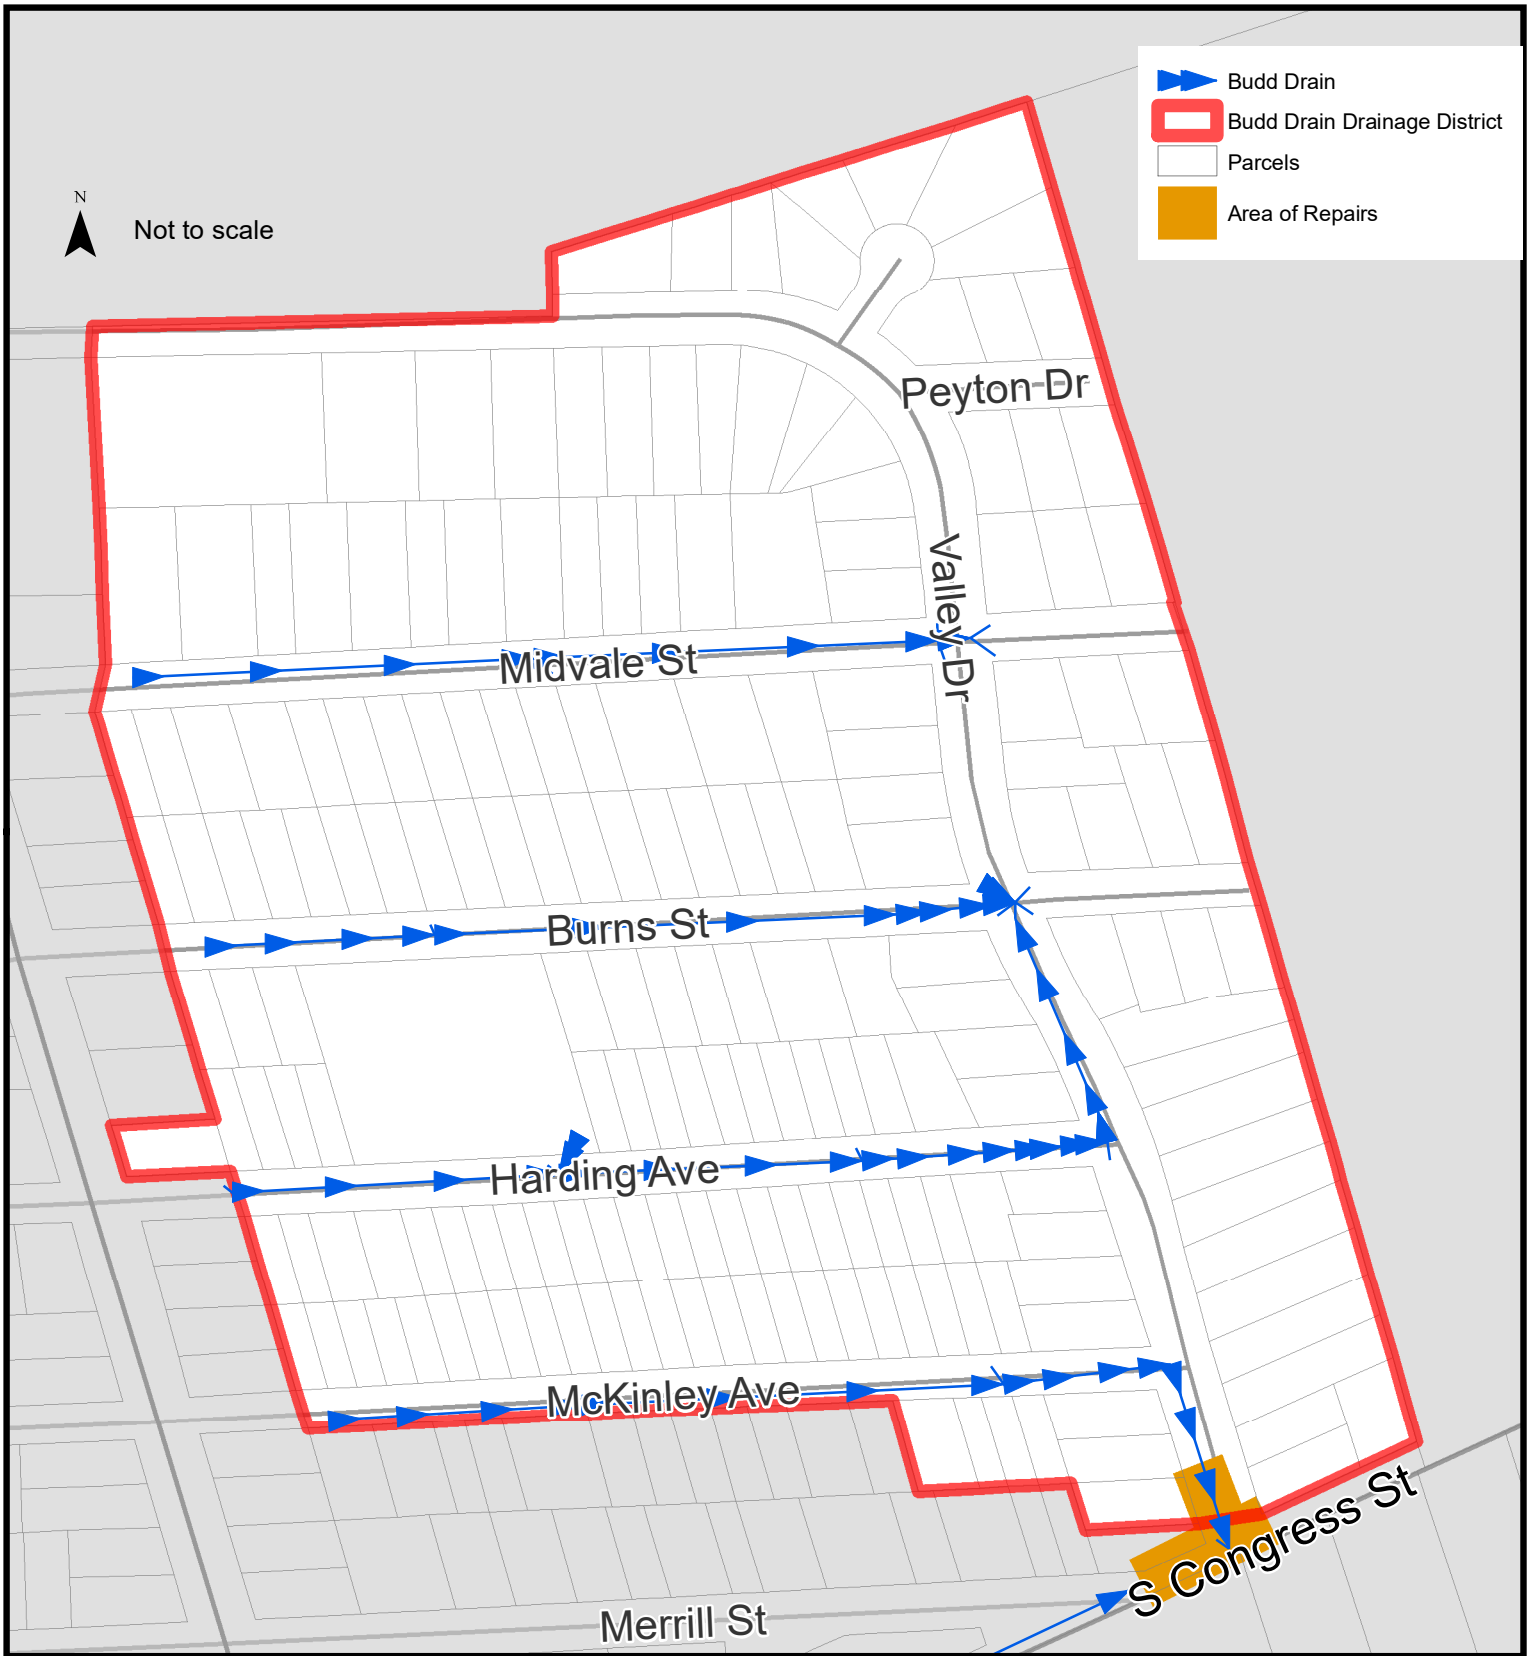 Budd Drain
Budd Drain Drainage District
Parcels
Area of Repairs
N
Not to scale
Peyton Dr
Valley Dr
Midvale St
Burns St
Harding Ave
McKinley Ave
S Congress St
Merrill St